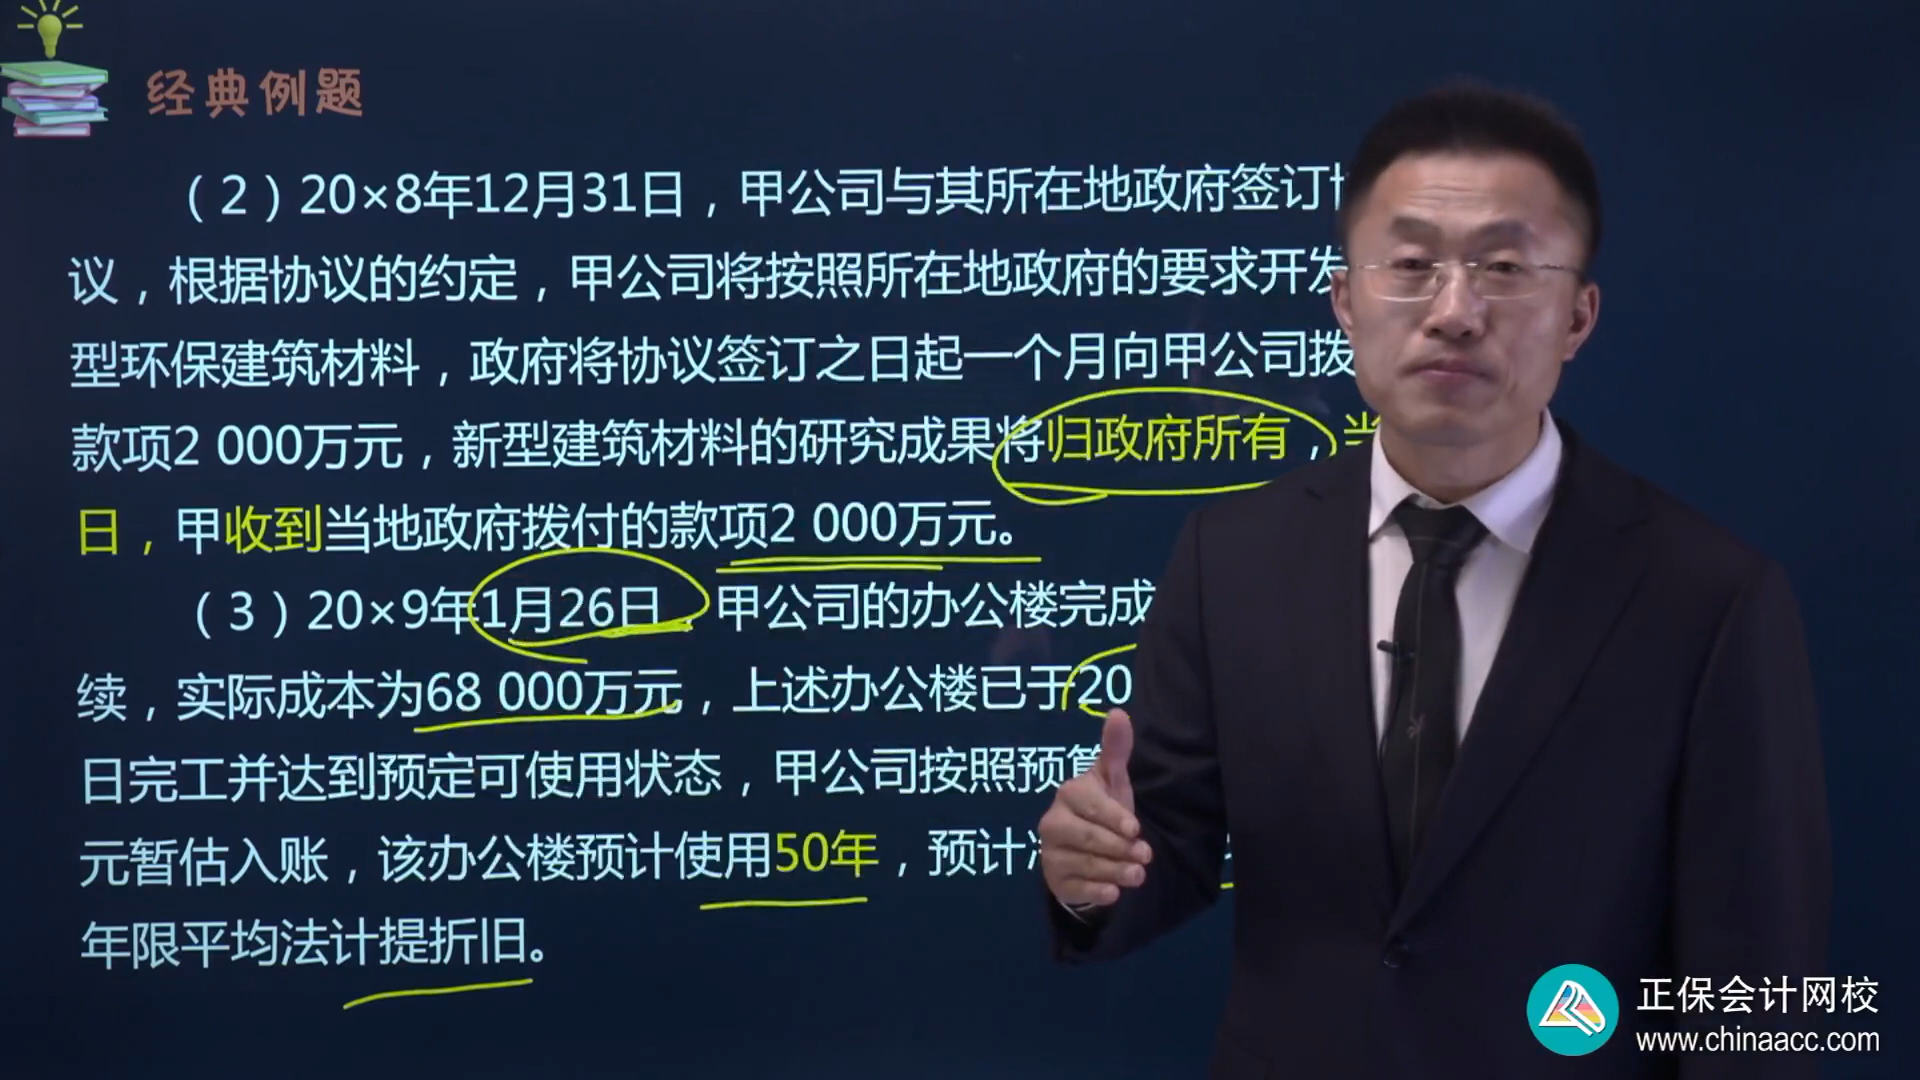 经典例题
（2）20×8年12月31日，甲公司与其所在地政府签订
议，根据协议的约定，甲公司将按照所在地政府的要求开发
型环保建筑材料，政府将协议签订之日起一个月向甲公司拨
款项2 000万元，新型建筑材料的研究成果将归政府所有，当
日，甲收到当地政府拨付的款项2 000万元。
（3）20×9年1月26日，甲公司的办公楼完成
续，实际成本为68 000万元，上述办公楼已于20
日完工并达到预定可使用状态，甲公司按照预算
元暂估入账，该办公楼预计使用50年，预计
年限平均法计提折旧。
正保会计网校
www.chinaacc.com